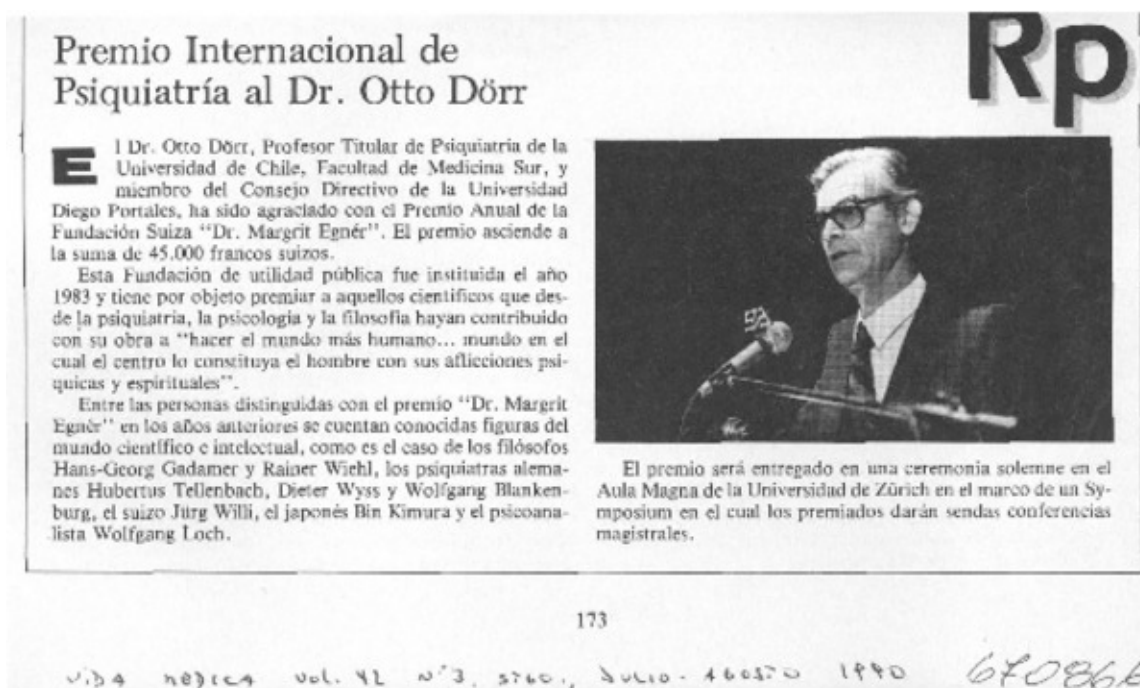 Rp
Premio Internacional de
Psiquiatría al Dr. Otto Dörr
El Dr. Otto Dörr, Profesor Titular de Psiquiatría de la
Universidad de Chile, Facultad de Medicina Sur, y
miembro del Consejo Directivo de la Universidad
Diego Portales, ha sido agraciado con el Premio Anual de la
Fundación Suiza "Dr. Margrit Egnér". El premio asciende a
la suma de 45.000 francos suizos.
Esta Fundación de utilidad pública fue instituida el año
1983 y tiene por objeto premiar a aquellos científicos que des-
de la psiquiatría, la psicología y la filosofía hayan contribuido
con su obra a "hacer el mundo más humano... mundo en el
cual el centro lo constituya el hombre con sus aflicciones psí-
quicas y espirituales".
Entre las personas distinguidas con el premio "Dr. Margrit
Egnér" en los años anteriores se cuentan conocidas figuras del
mundo científico e intelectual, como es el caso de los filósofos
Hans-Georg Gadamer y Rainer Wiehl, los psiquiatras alema-
nes Hubertus Tellenbach, Dieter Wyss y Wolfgang Blanken-
burg, el suizo Jürg Willi, el japonés Bin Kimura y el psicoana-
lista Wolfgang Loch.
El premio será entregado en una ceremonia solemne en el
Aula Magna de la Universidad de Zürich en el marco de un Sy-
mposium en el cual los premiados darán sendas conferencias
magistrales.
173
VIDA MEDICA VOL. 42 N°3, STGO., JULIO - AGOSTO 1990